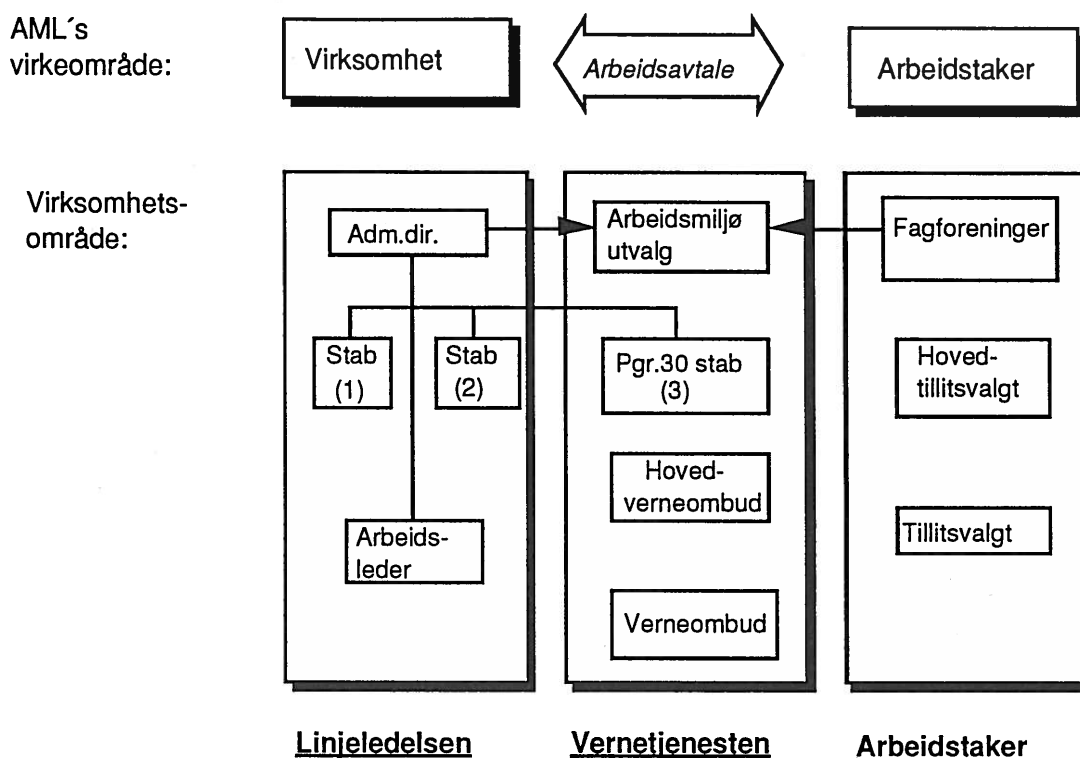 AML´s
virkeområde:
Virksomhet
Arbeidsavtale
Arbeidstaker
Virksomhets-
område:
Adm.dir.
Stab
(1)
Stab
(2)
Arbeids-
leder
Arbeidsmiljø
utvalg
Pgr.30 stab
(3)
Hoved-
verneombud
Verneombud
Fagforeninger
Hoved-
tillitsvalgt
Tillitsvalgt
Linjeledelsen
Vernetjenesten
Arbeidstaker